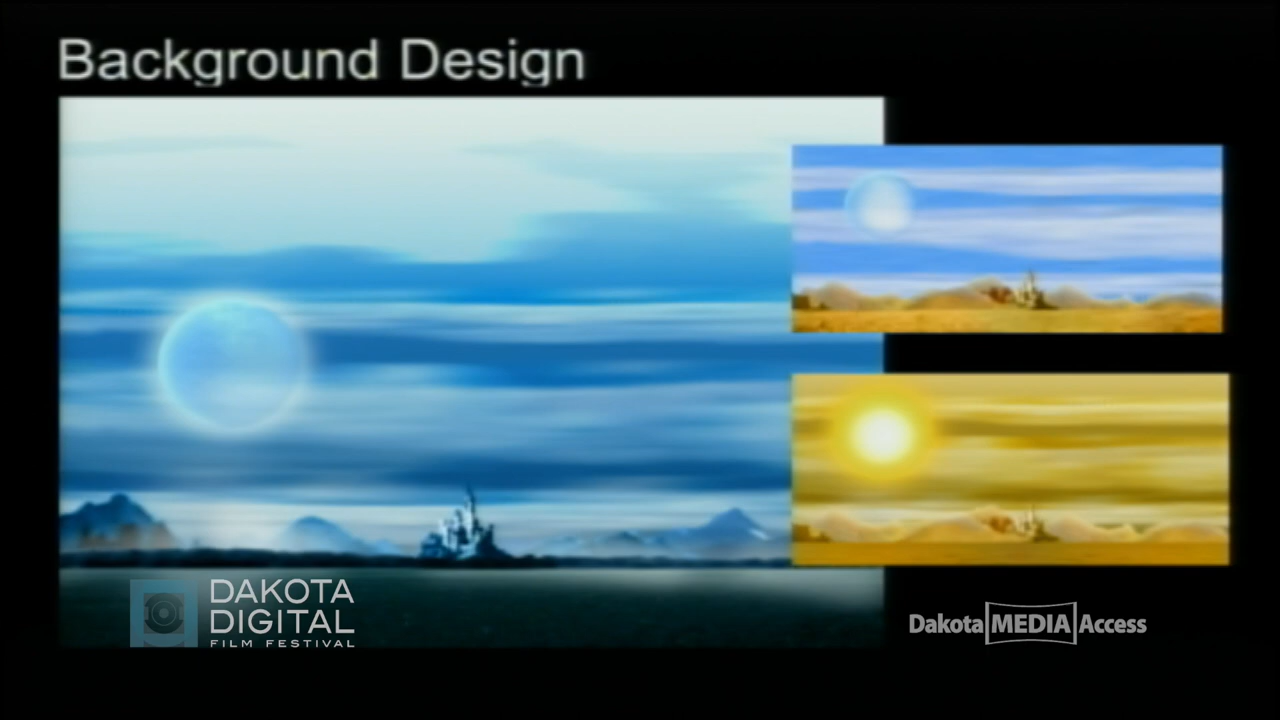 Background Design
DAKOTA
DIGITAL
FILM FESTIVAL
Dakota MEDIA Access